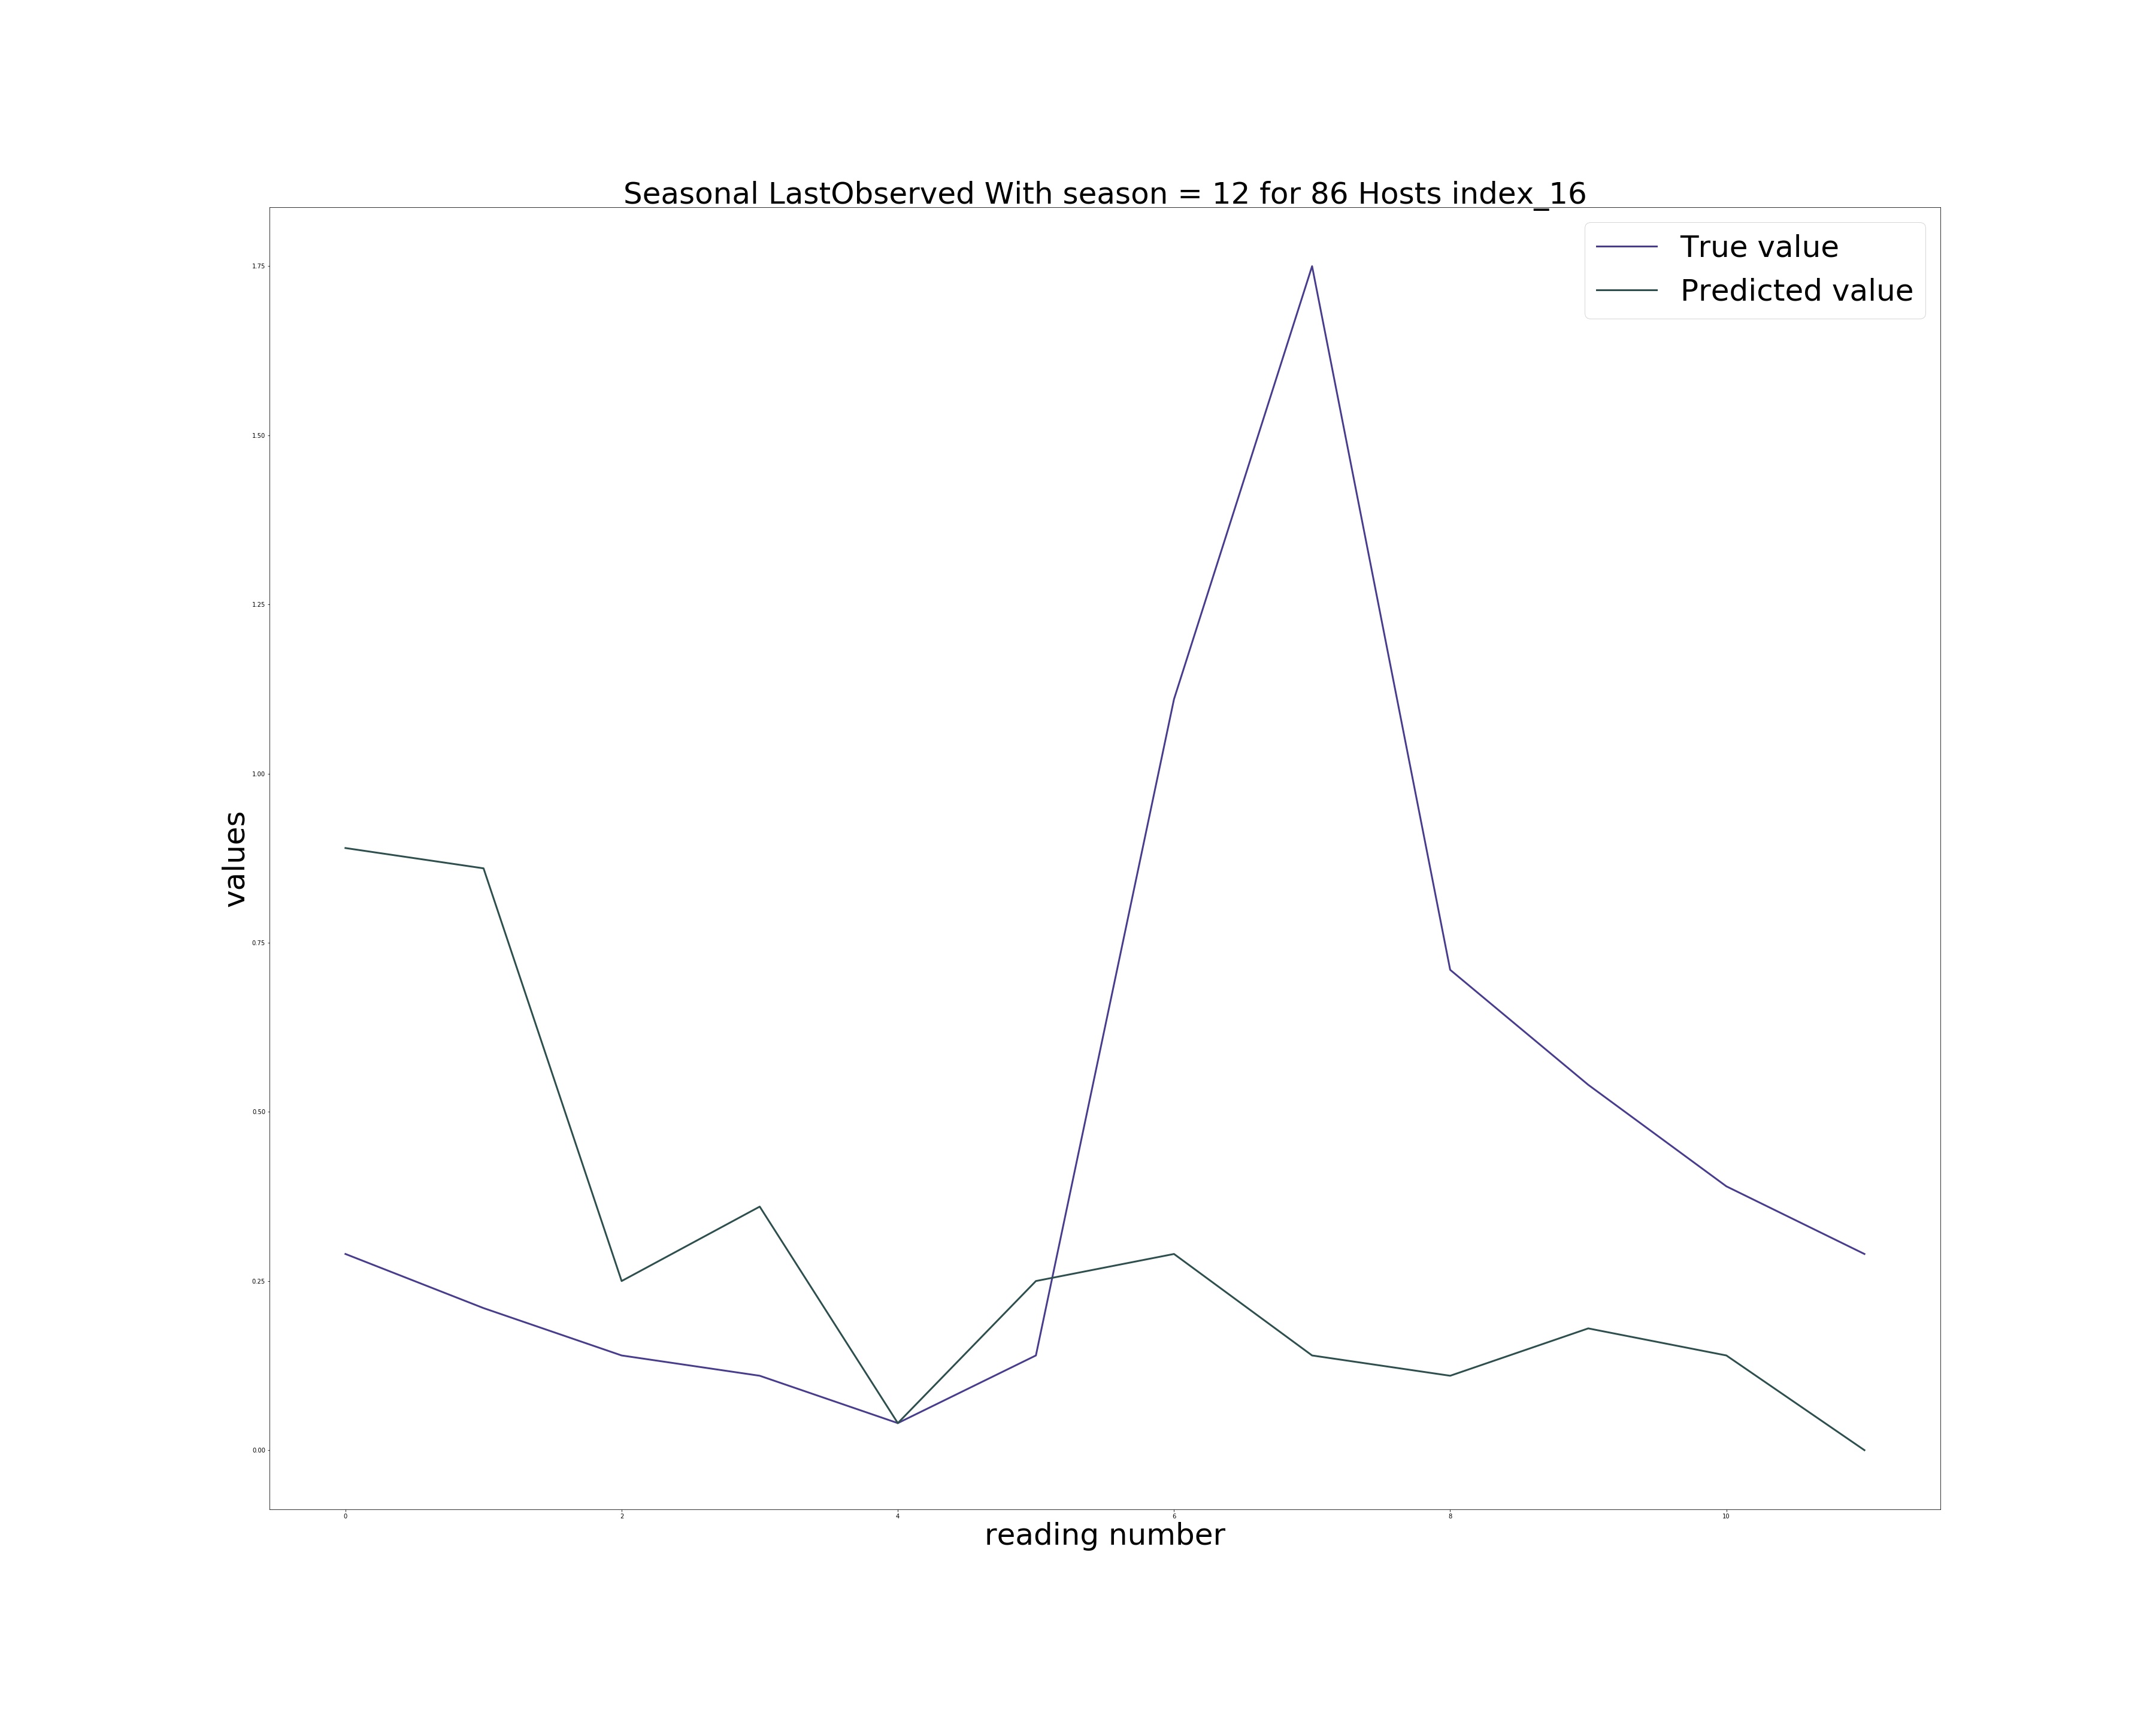 Seasonal LastObserved With season = 12 for 86 Hosts index_16
True value
Predicted value
1.75
1.50
1.25
1.00
0.75
0.50
0.25
0.00
values
0 2 4 6 8 10
reading number